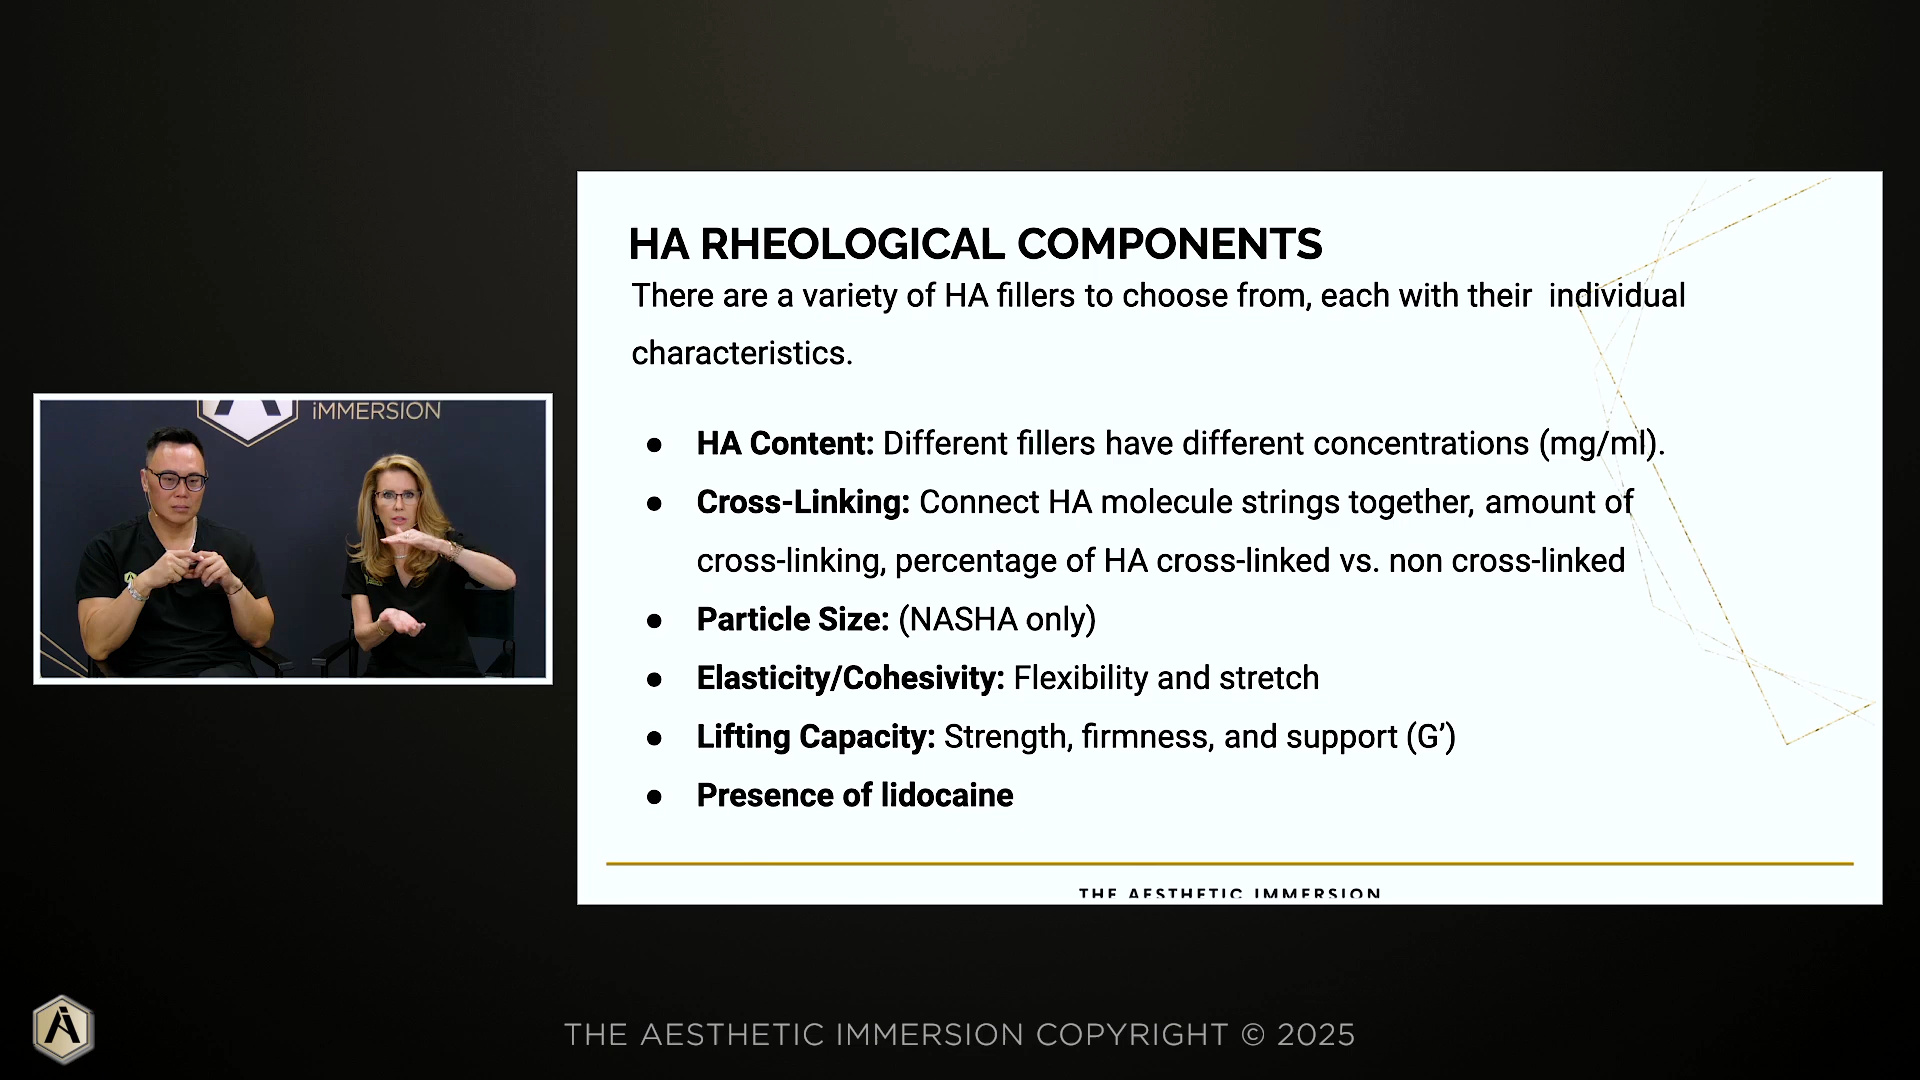 iMMERSION
HA RHEOLOGICAL COMPONENTS
There are a variety of HA fillers to choose from, each with their individual
characteristics.
● HA Content: Different fillers have different concentrations (mg/ml).
● Cross-Linking: Connect HA molecule strings together, amount of
cross-linking, percentage of HA cross-linked vs. non cross-linked
● Particle Size: (NASHA only)
● Elasticity/Cohesivity: Flexibility and stretch
● Lifting Capacity: Strength, firmness, and support (G’)
● Presence of lidocaine
THE AESTHETIC IMMERSION
THE AESTHETIC IMMERSION COPYRIGHT © 2025